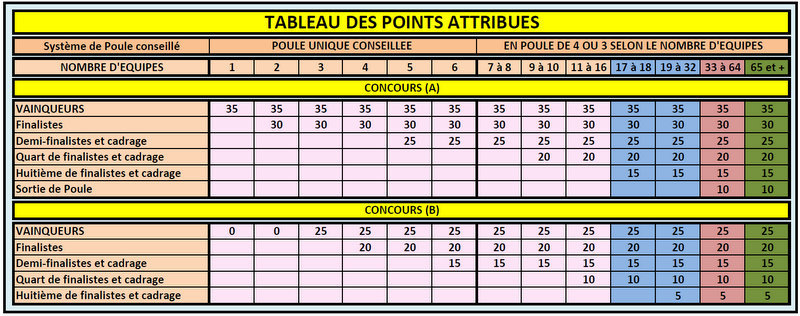 TABLEAU DES POINTS ATTRIBUES
Système de Poule conseillé POULE UNIQUE CONSEILLEE EN POULE DE 4 OU 3 SELON LE NOMBRE D'EQUIPES
NOMBRE D'EQUIPES 1 2 3 4 5 6 7 à 8 9 à 10 11 à 16 17 à 18 19 à 32 33 à 64 65 et +
CONCOURS (A)
VAINQUEURS 35 35 35 35 35 35 35 35 35 35 35 35 35
Finalistes 30 30 30 30 30 30 30 30 30 30 30 30
Demi-finalistes et cadrage 25 25 25 25 25 25 25 25 25
Quart de finalistes et cadrage 20 20 20 20 20 20
Huitième de finalistes et cadrage 15 15 15 15
Sortie de Poule 10 10
CONCOURS (B)
VAINQUEURS 0 0 25 25 25 25 25 25 25 25 25 25 25
Finalistes 20 20 20 20 20 20 20 20 20 20
Demi-finalistes et cadrage 15 15 15 15 15 15 15 15
Quart de finalistes et cadrage 10 10 10 10 10
Huitième de finalistes et cadrage 5 5 5